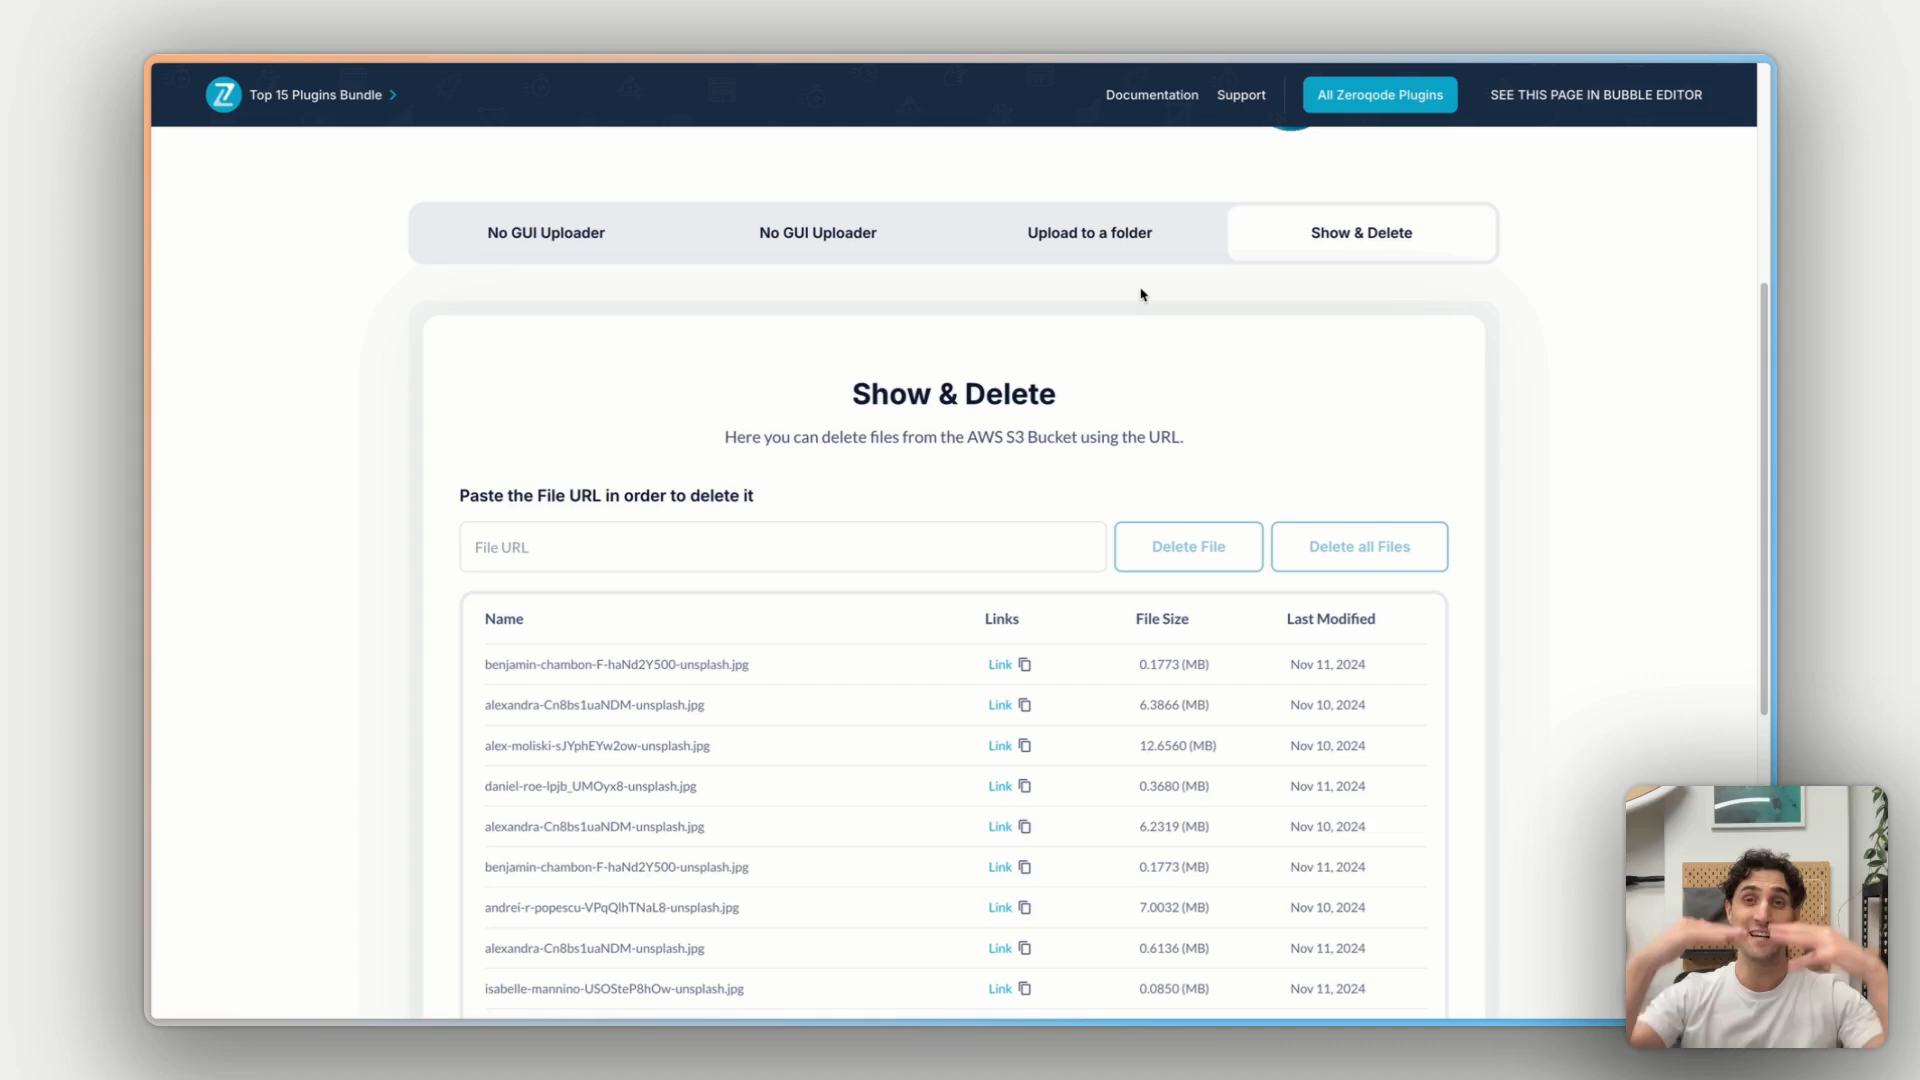 Top 15 Plugins Bundle
Documentation
Support
All Zeroqode Plugins
SEE THIS PAGE IN BUBBLE EDITOR
No GUI Uploader
No GUI Uploader
Upload to a folder
Show & Delete
Show & Delete
Here you can delete files from the AWS S3 Bucket using the URL.
Paste the File URL in order to delete it
File URL
Delete File
Delete all Files
Name Links File Size Last Modified
benjamin-chambon-F-haNd2Y500-unsplash.jpg Link 0.1773 (MB) Nov 11, 2024
alexandra-Cn8bs1uaNDM-unsplash.jpg Link 6.3866 (MB) Nov 10, 2024
alex-moliski-sJYphEYw2ow-unsplash.jpg Link 12.6560 (MB) Nov 10, 2024
daniel-roe-lpjb_UMOyx8-unsplash.jpg Link 0.3680 (MB) Nov 11, 2024
alexandra-Cn8bs1uaNDM-unsplash.jpg Link 6.2319 (MB) Nov 10, 2024
benjamin-chambon-F-haNd2Y500-unsplash.jpg Link 0.1773 (MB) Nov 11, 2024
andrei-r-popescu-VPqQlhTNaL8-unsplash.jpg Link 7.0032 (MB) Nov 10, 2024
alexandra-Cn8bs1uaNDM-unsplash.jpg Link 0.6136 (MB) Nov 11, 2024
isabelle-mannino-USOSteP8hOw-unsplash.jpg Link 0.0850 (MB) Nov 11, 2024